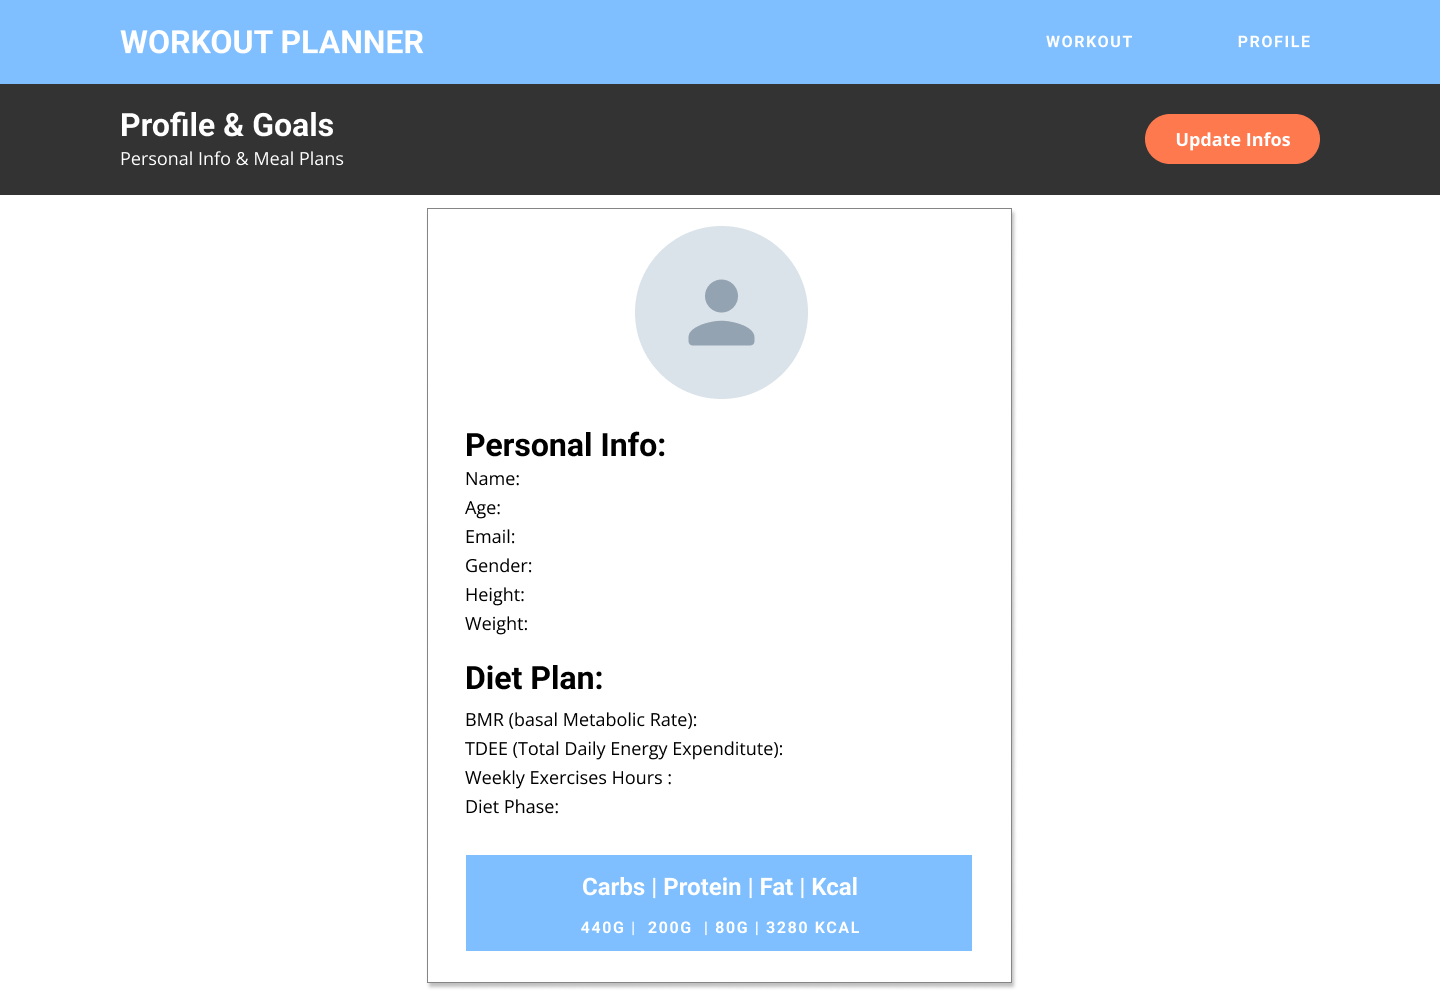 WORKOUT PLANNER
WORKOUT
PROFILE
Profile & Goals
Personal Info & Meal Plans
Update Infos
Personal Info:
Name:
Age:
Email:
Gender:
Height:
Weight:
Diet Plan:
BMR (basal Metabolic Rate):
TDEE (Total Daily Energy Expenditute):
Weekly Exercises Hours :
Diet Phase:
Carbs | Protein | Fat | Kcal
440G | 200G | 80G | 3280 KCAL